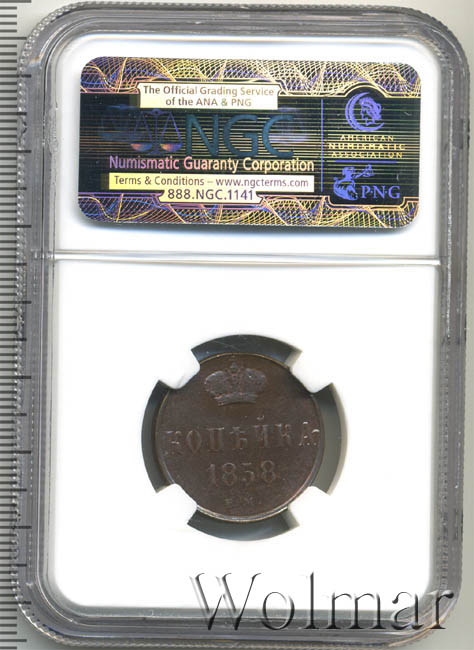 The Official Grading Service
of the ANA & PNG
NGC
Numismatic Guaranty Corporation
Terms & Conditions – www.ngcterms.com
888.NGC.1141
AMERICAN
NUMISMATIC
ASSOCIATION
PNG
КОПѢЙКА
1858
Е.М.
Wolmar